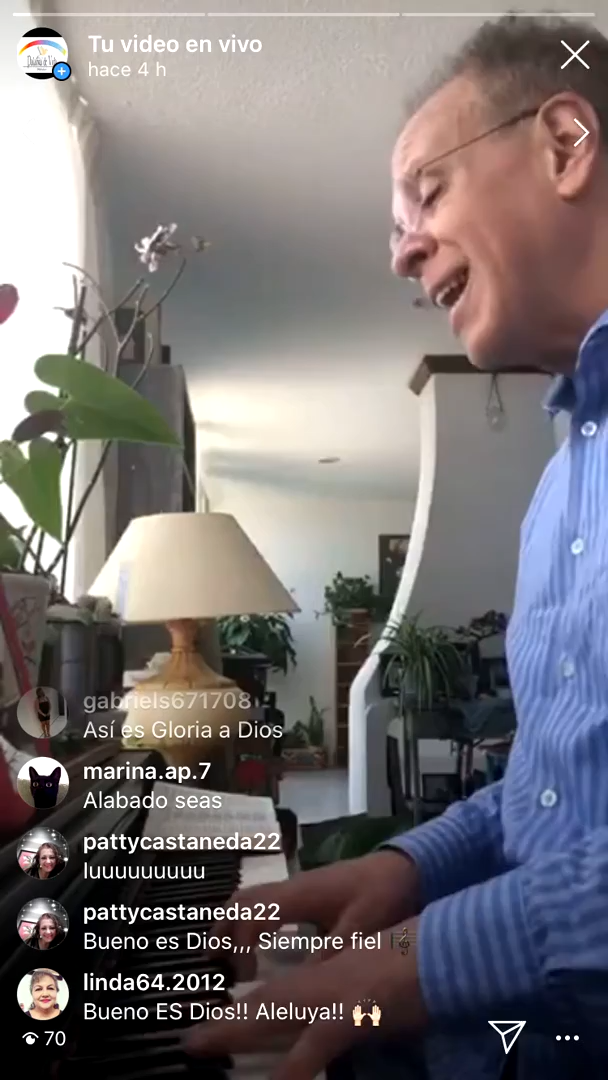 Tu video en vivo
hace 4 h
gabriels671708
Así es Gloria a Dios
marina.ap.7
Alabado seas
pattycastaneda22
Iuuuuuuuuu
pattycastaneda22
Bueno es Dios,,, Siempre fiel 🎼
linda64.2012
Bueno ES Dios!! Aleluya!! 🙌🏻
70